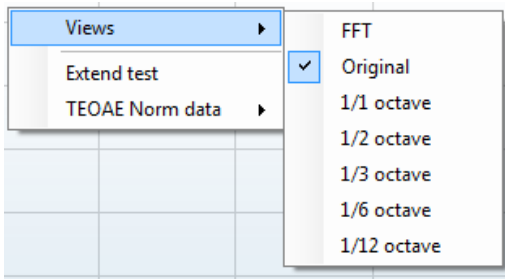 Views
Extend test
TEOAE Norm data
FFT
Original
1/1 octave
1/2 octave
1/3 octave
1/6 octave
1/12 octave